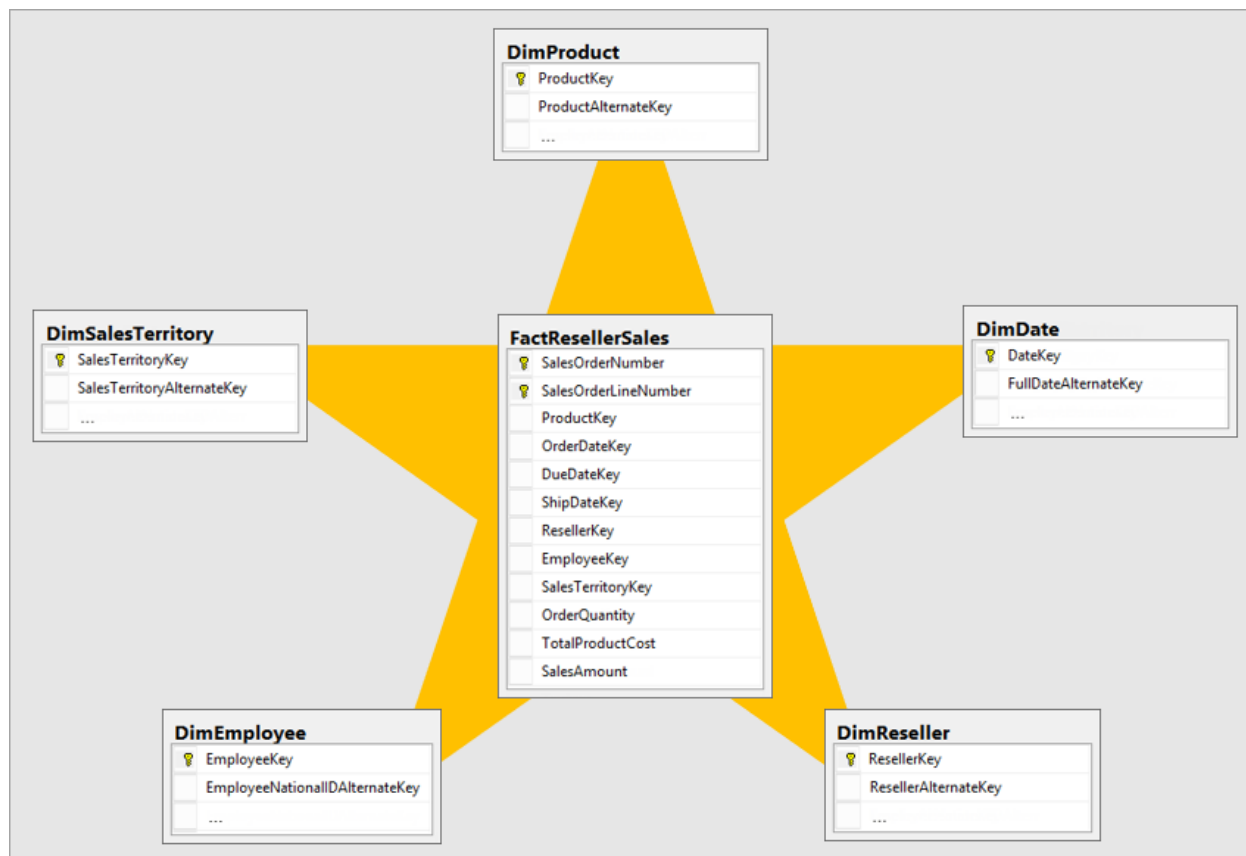 DimProduct
ProductKey
ProductAlternateKey
...
DimSalesTerritory
SalesTerritoryKey
SalesTerritoryAlternateKey
...
FactResellerSales
SalesOrderNumber
SalesOrderLineNumber
ProductKey
OrderDateKey
DueDateKey
ShipDateKey
ResellerKey
EmployeeKey
SalesTerritoryKey
OrderQuantity
TotalProductCost
SalesAmount
DimDate
DateKey
FullDateAlternateKey
...
DimEmployee
EmployeeKey
EmployeeNationalIDAlternateKey
...
DimReseller
ResellerKey
ResellerAlternateKey
...